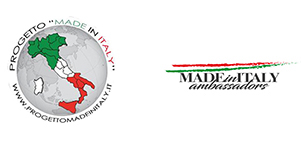 PROGETTO "MADE IN ITALY"
WWW.PROGETTOMADEINITALY.IT
MADE in ITALY
ambassadors